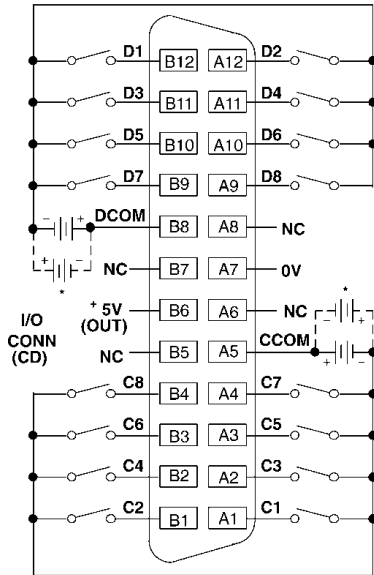 D1 B12 A12 D2
D3 B11 A11 D4
D5 B10 A10 D6
D7 B9 A9 D8
- + DCOM B8 A8 NC
+ - * NC B7 A7 0V
+ 5V (OUT) B6 A6 NC * - +
I/O CONN (CD)
NC B5 A5 CCOM + -
C8 B4 A4 C7
C6 B3 A3 C5
C4 B2 A2 C3
C2 B1 A1 C1